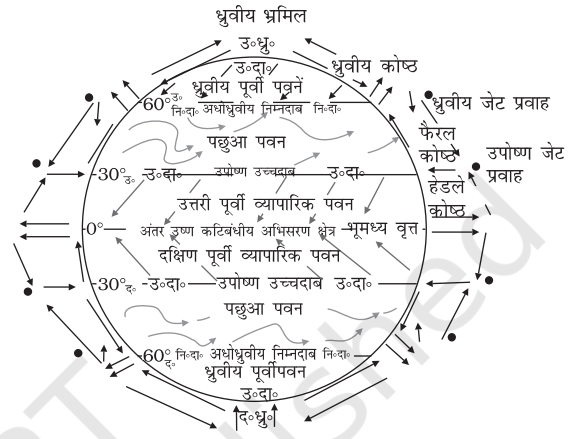 ध्रुवीय भ्रमिल
उ॰ध्रु॰
उ॰दा॰
ध्रुवीय कोष्ठ
ध्रुवीय पूर्वी पवनें
60° उ॰ नि॰दा॰ अधोध्रुवीय निम्नदाब नि॰दा॰
ध्रुवीय जेट प्रवाह
पछुआ पवन
फैरल
कोष्ठ
उपोष्ण जेट
प्रवाह
30° उ॰ उ॰दा॰ उपोष्ण उच्चदाब उ॰दा॰
हेडले
कोष्ठ
उत्तरी पूर्वी व्यापारिक पवन
0° अंतर उष्ण कटिबंधीय अभिसरण क्षेत्र भूमध्य वृत्त
दक्षिण पूर्वी व्यापारिक पवन
30° द॰ उ॰दा॰ उपोष्ण उच्चदाब उ॰दा॰
पछुआ पवन
60° द॰ नि॰दा॰ अधोध्रुवीय निम्नदाब नि॰दा॰
ध्रुवीय पूर्वीपवन
उ॰दा॰
द॰ध्रु॰